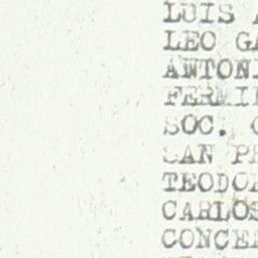 LUIS
LEO
ANTONI
FERMI
SOC.
SAN
TEODO
CARLOS
CONCE